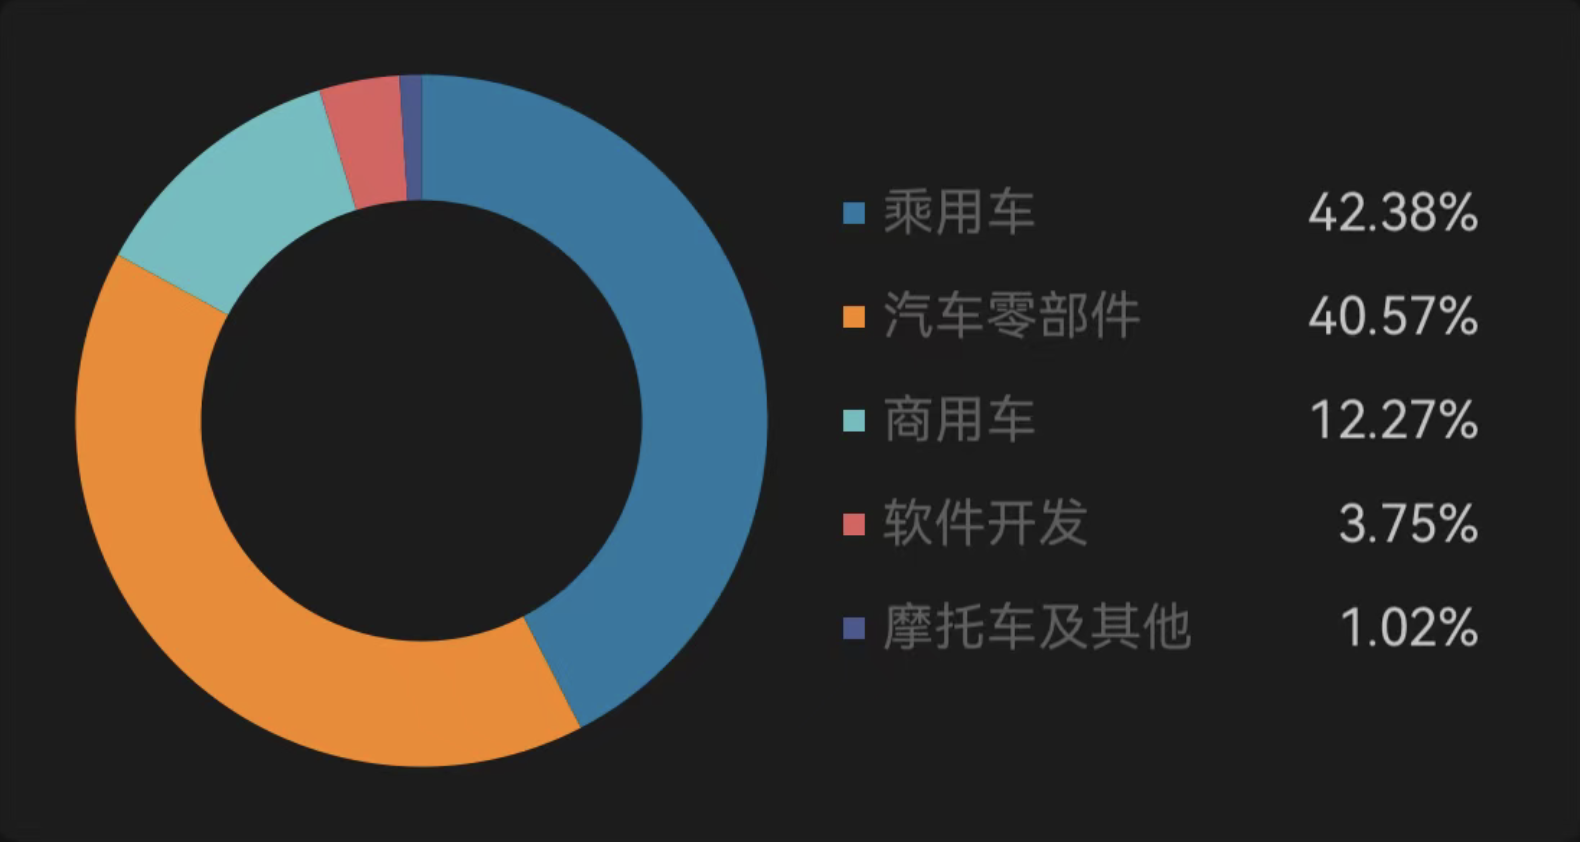 乘用车 42.38%
汽车零部件 40.57%
商用车 12.27%
软件开发 3.75%
摩托车及其他 1.02%